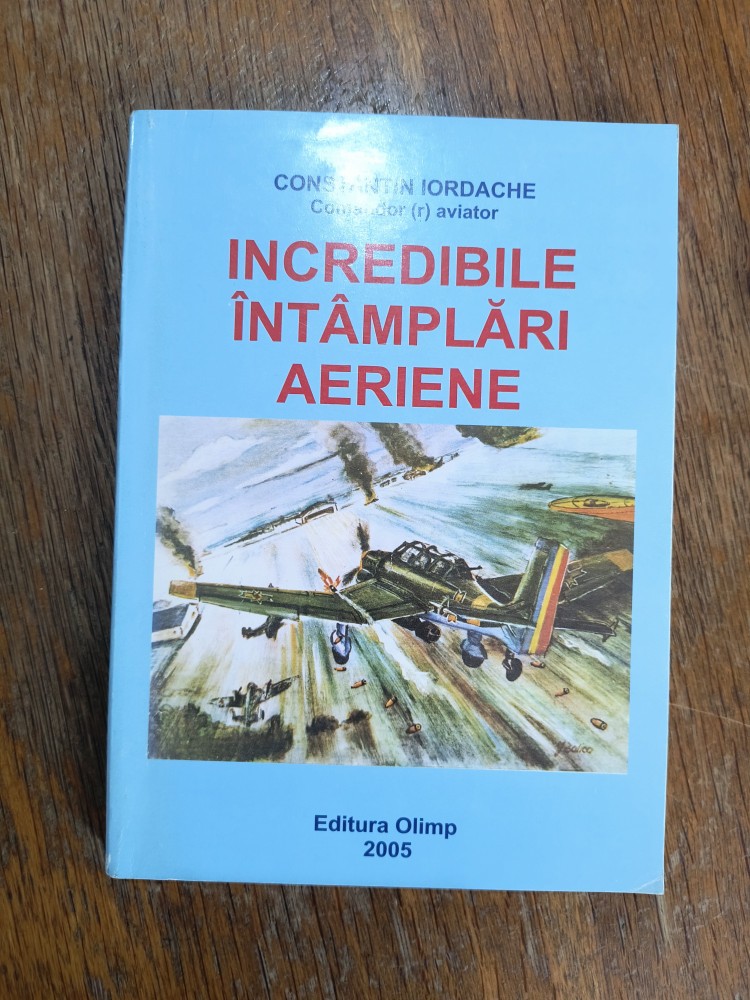 CONSTANTIN IORDACHE
Comandor (r) aviator
INCREDIBILE
ÎNTÂMPLĂRI
AERIENE
Editura Olimp
2005